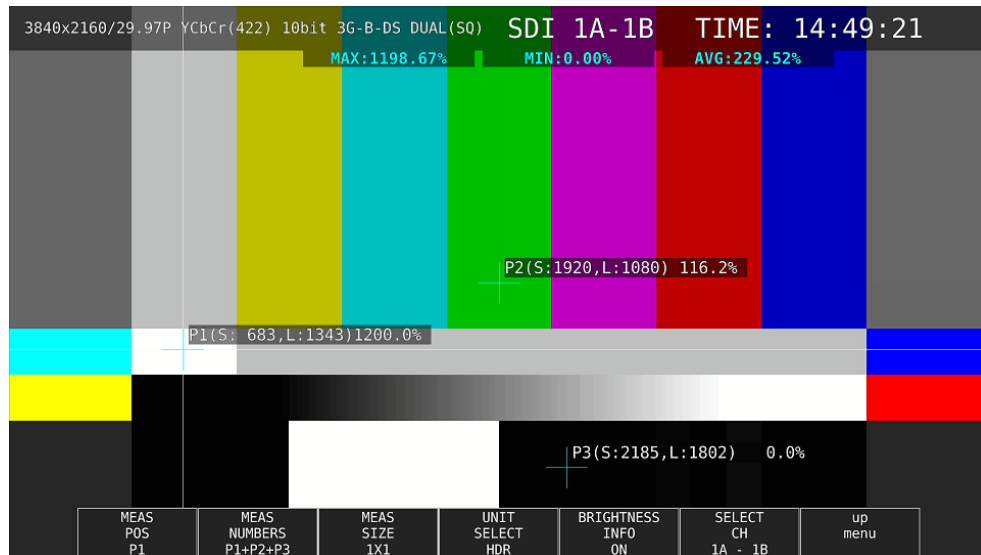 3840x2160/29.97P YCbCr(422) 10bit 3G-B-DS DUAL(SQ) SDI 1A-1B TIME: 14:49:21
MAX:1198.67% MIN:0.00% AVG:229.52%
P2(S:1920,L:1080) 116.2%
P1(S: 683,L:1343)1200.0%
P3(S:2185,L:1802) 0.0%
MEAS POS P1
MEAS NUMBERS P1+P2+P3
MEAS SIZE 1X1
UNIT SELECT HDR
BRIGHTNESS INFO ON
SELECT CH 1A - 1B
up menu